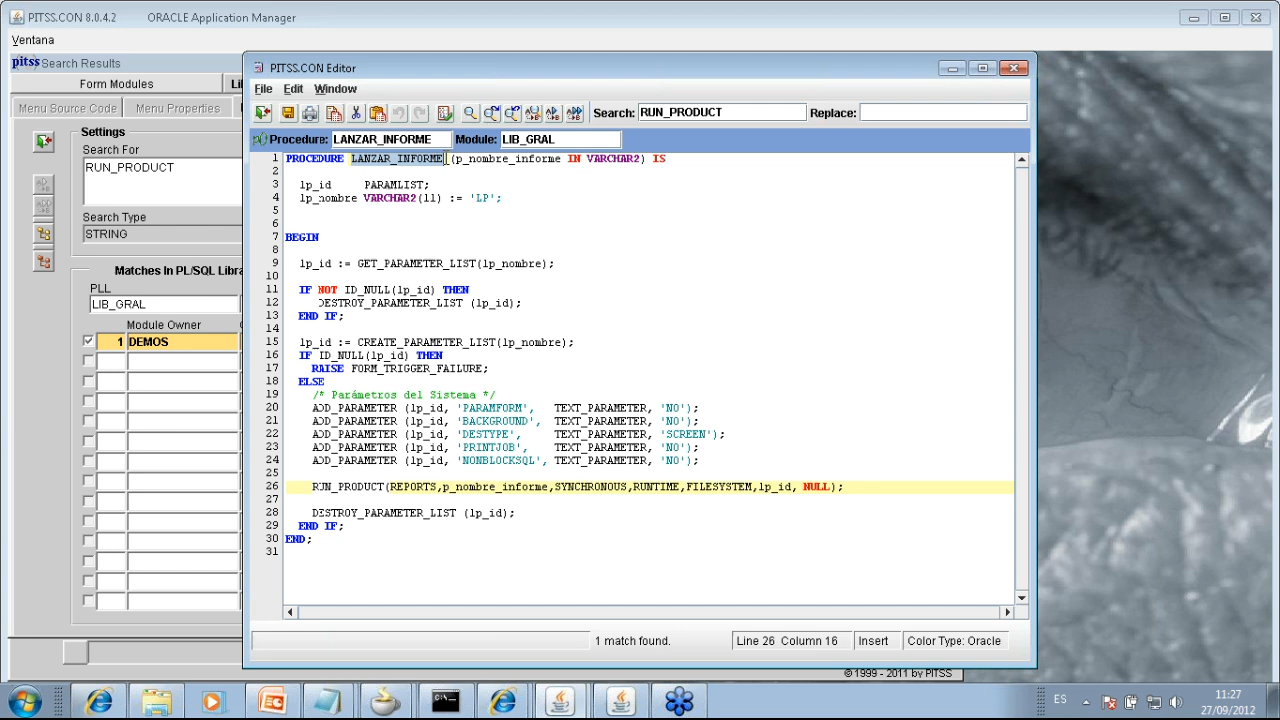 PITSS.CON 8.0.4.2 ORACLE Application Manager
Ventana
pitss Search Results
Form Modules
Menu Source Code Menu Properties
Settings
Search For
RUN_PRODUCT
Search Type
STRING
Matches In PL/SQL
PLL
LIB_GRAL
Module Owner
1 DEMOS
PITSS.CON Editor
File Edit Window
Search: RUN_PRODUCT Replace:
Procedure: LANZAR_INFORME Module: LIB_GRAL
1 PROCEDURE LANZAR_INFORME (p_nombre_informe IN VARCHAR2) IS
2
3 lp_id PARAMLIST;
4 lp_nombre VARCHAR2(11) := 'LP';
5
6
7 BEGIN
8
9 lp_id := GET_PARAMETER_LIST(lp_nombre);
10
11 IF NOT ID_NULL(lp_id) THEN
12 DESTROY_PARAMETER_LIST (lp_id);
13 END IF;
14
15 lp_id := CREATE_PARAMETER_LIST(lp_nombre);
16 IF ID_NULL(lp_id) THEN
17 RAISE FORM_TRIGGER_FAILURE;
18 ELSE
19 /* Parámetros del Sistema */
20 ADD_PARAMETER (lp_id, 'PARAMFORM', TEXT_PARAMETER, 'NO');
21 ADD_PARAMETER (lp_id, 'BACKGROUND', TEXT_PARAMETER, 'NO');
22 ADD_PARAMETER (lp_id, 'DESTYPE', TEXT_PARAMETER, 'SCREEN');
23 ADD_PARAMETER (lp_id, 'PRINTJOB', TEXT_PARAMETER, 'NO');
24 ADD_PARAMETER (lp_id, 'NONBLOCKSQL', TEXT_PARAMETER, 'NO');
25
26 RUN_PRODUCT(REPORTS,p_nombre_informe,SYNCHRONOUS,RUNTIME,FILESYSTEM,lp_id, NULL);
27
28 DESTROY_PARAMETER_LIST (lp_id);
29 END IF;
30 END;
31
1 match found. Line 26 Column 16 Insert Color Type: Oracle
© 1999 - 2011 by PITSS
ES 11:27
27/09/2012